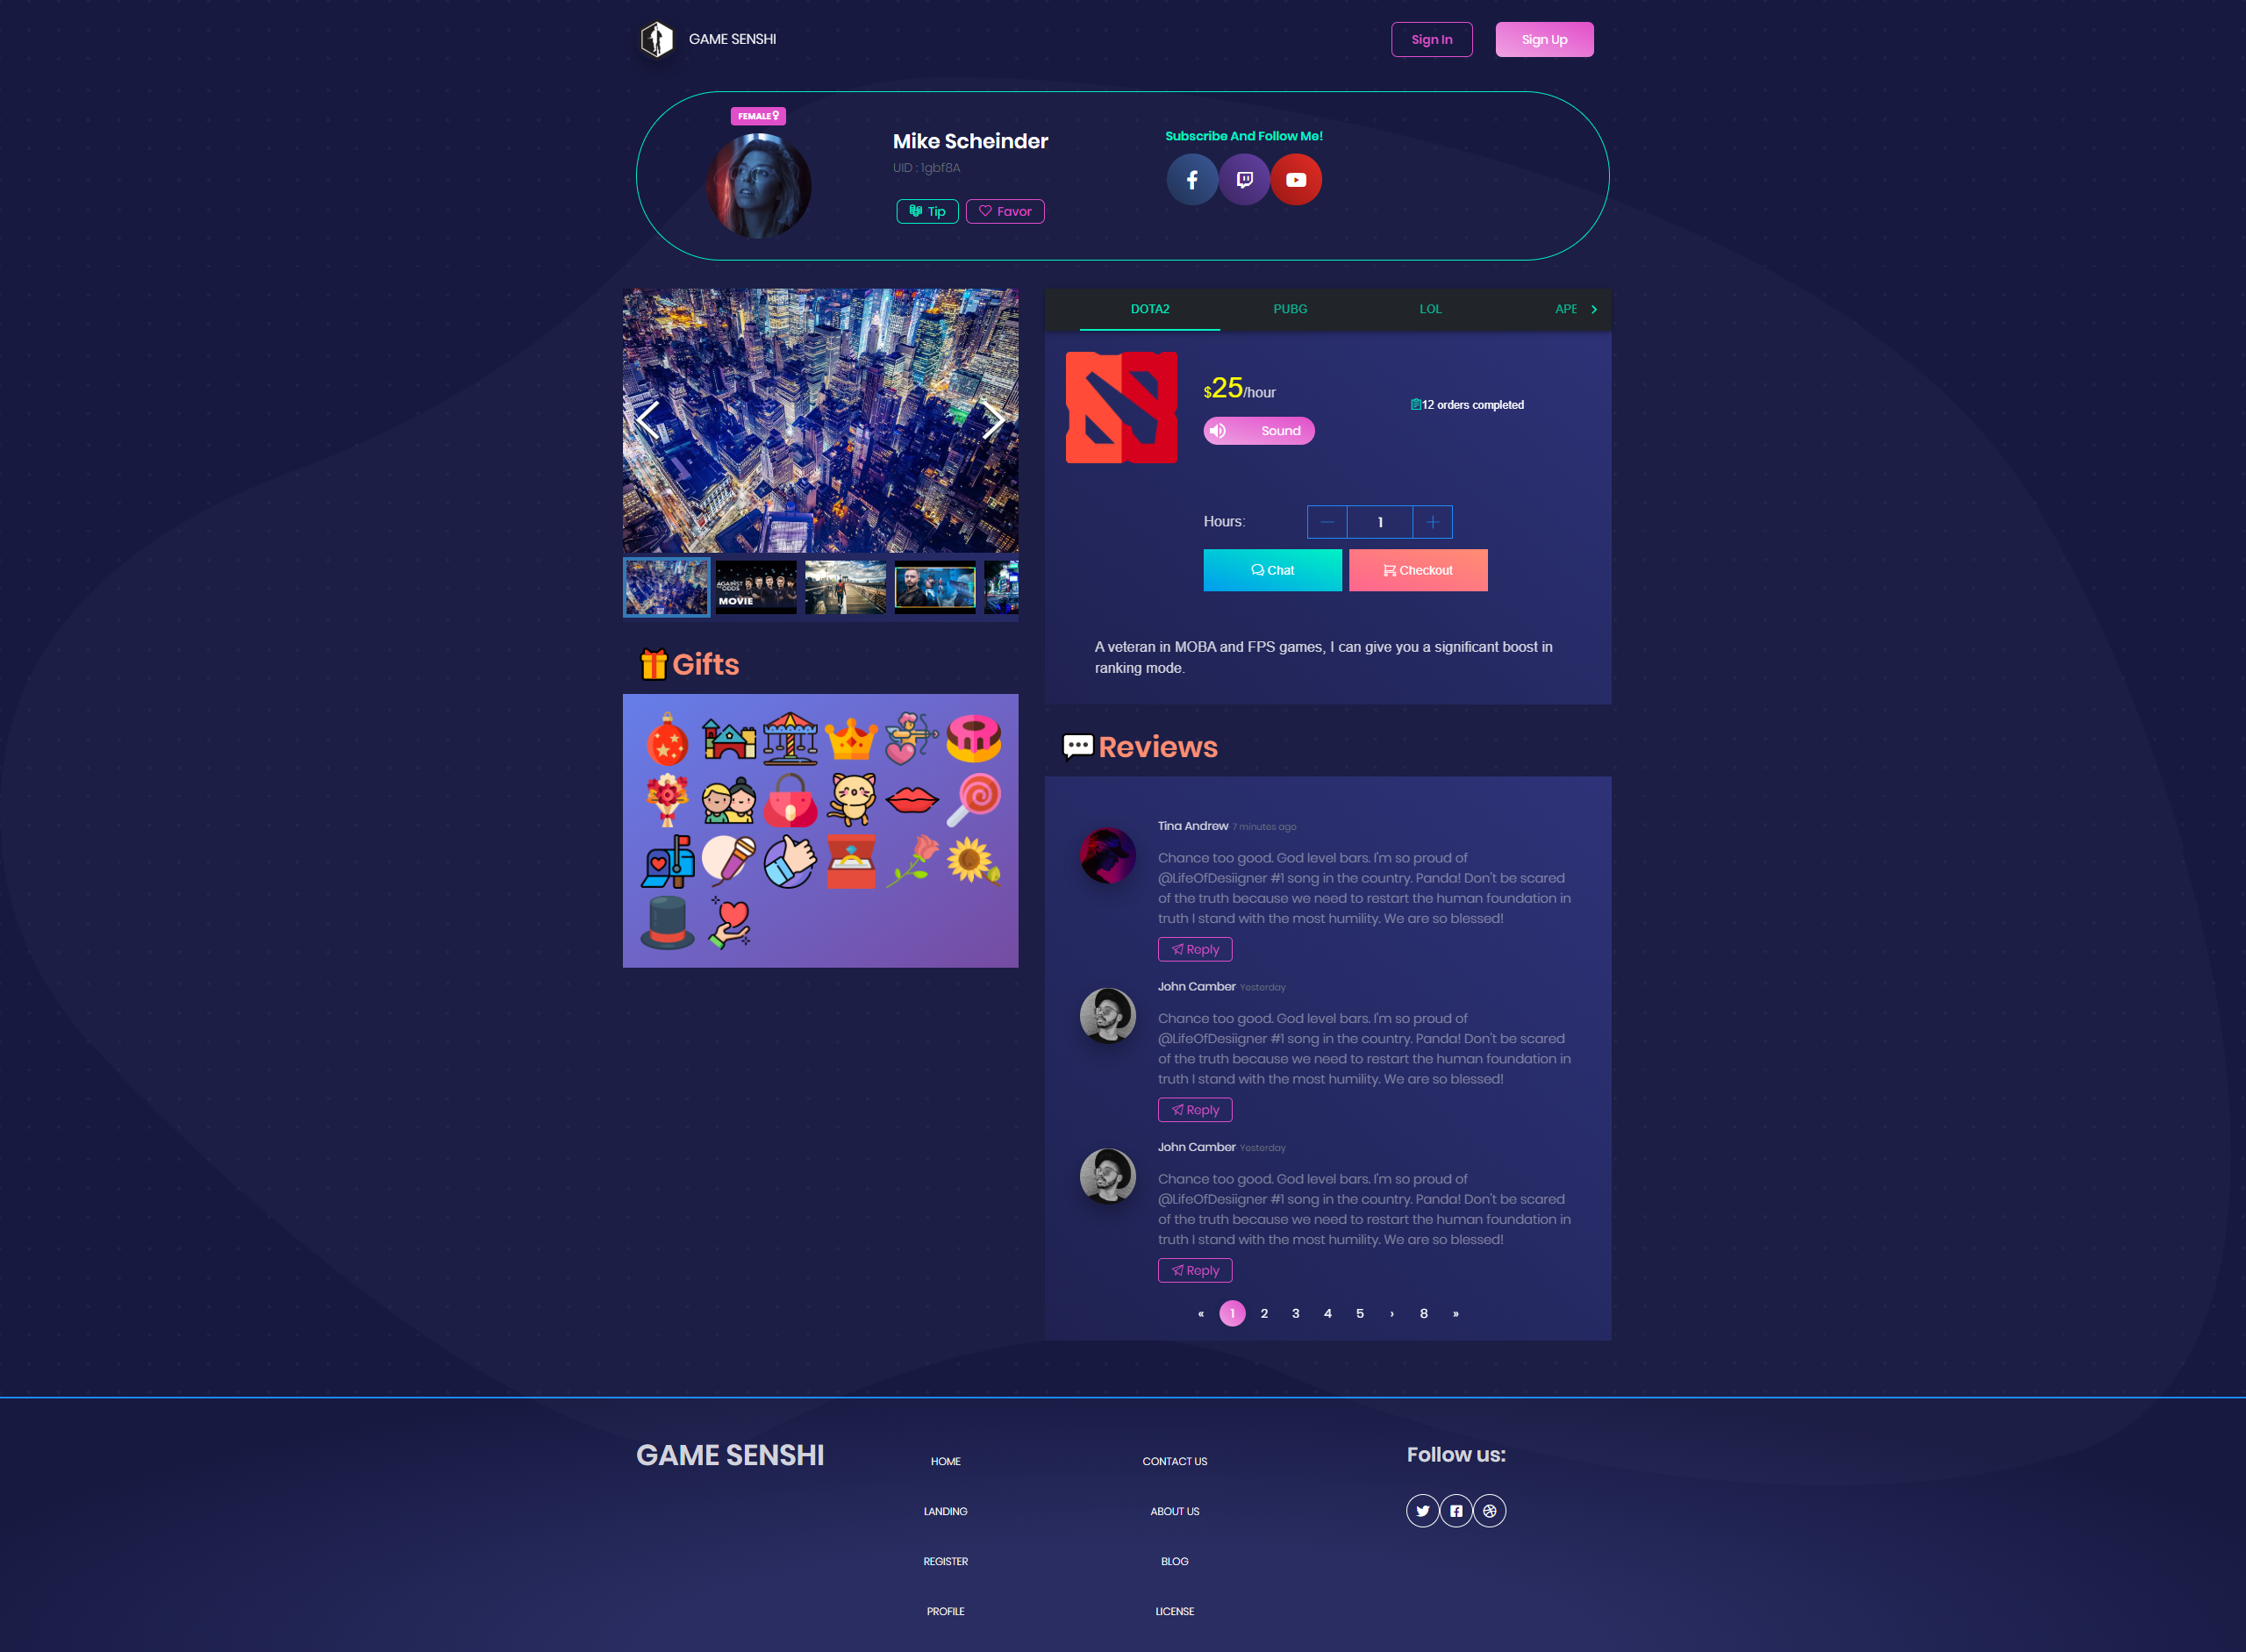 GAME SENSHI
Sign In
Sign Up
FEMALE
Mike Scheinder
UID : 1gbf8A
Tip
Favor
Subscribe And Follow Me!
DOTA2
PUBG
LOL
APE
$25/hour
12 orders completed
Sound
Hours:
1
Chat
Checkout
A veteran in MOBA and FPS games, I can give you a significant boost in
ranking mode.
AGAINST
ODDS
MOVIE
Gifts
Reviews
Tina Andrew 7 minutes ago
Chance too good. God level bars. I'm so proud of
@LifeOfDesiigner #1 song in the country. Panda! Don't be scared
of the truth because we need to restart the human foundation in
truth I stand with the most humility. We are so blessed!
Reply
John Camber Yesterday
Chance too good. God level bars. I'm so proud of
@LifeOfDesiigner #1 song in the country. Panda! Don't be scared
of the truth because we need to restart the human foundation in
truth I stand with the most humility. We are so blessed!
Reply
John Camber Yesterday
Chance too good. God level bars. I'm so proud of
@LifeOfDesiigner #1 song in the country. Panda! Don't be scared
of the truth because we need to restart the human foundation in
truth I stand with the most humility. We are so blessed!
Reply
« 1 2 3 4 5 › 8 »
GAME SENSHI
HOME
LANDING
REGISTER
PROFILE
CONTACT US
ABOUT US
BLOG
LICENSE
Follow us: